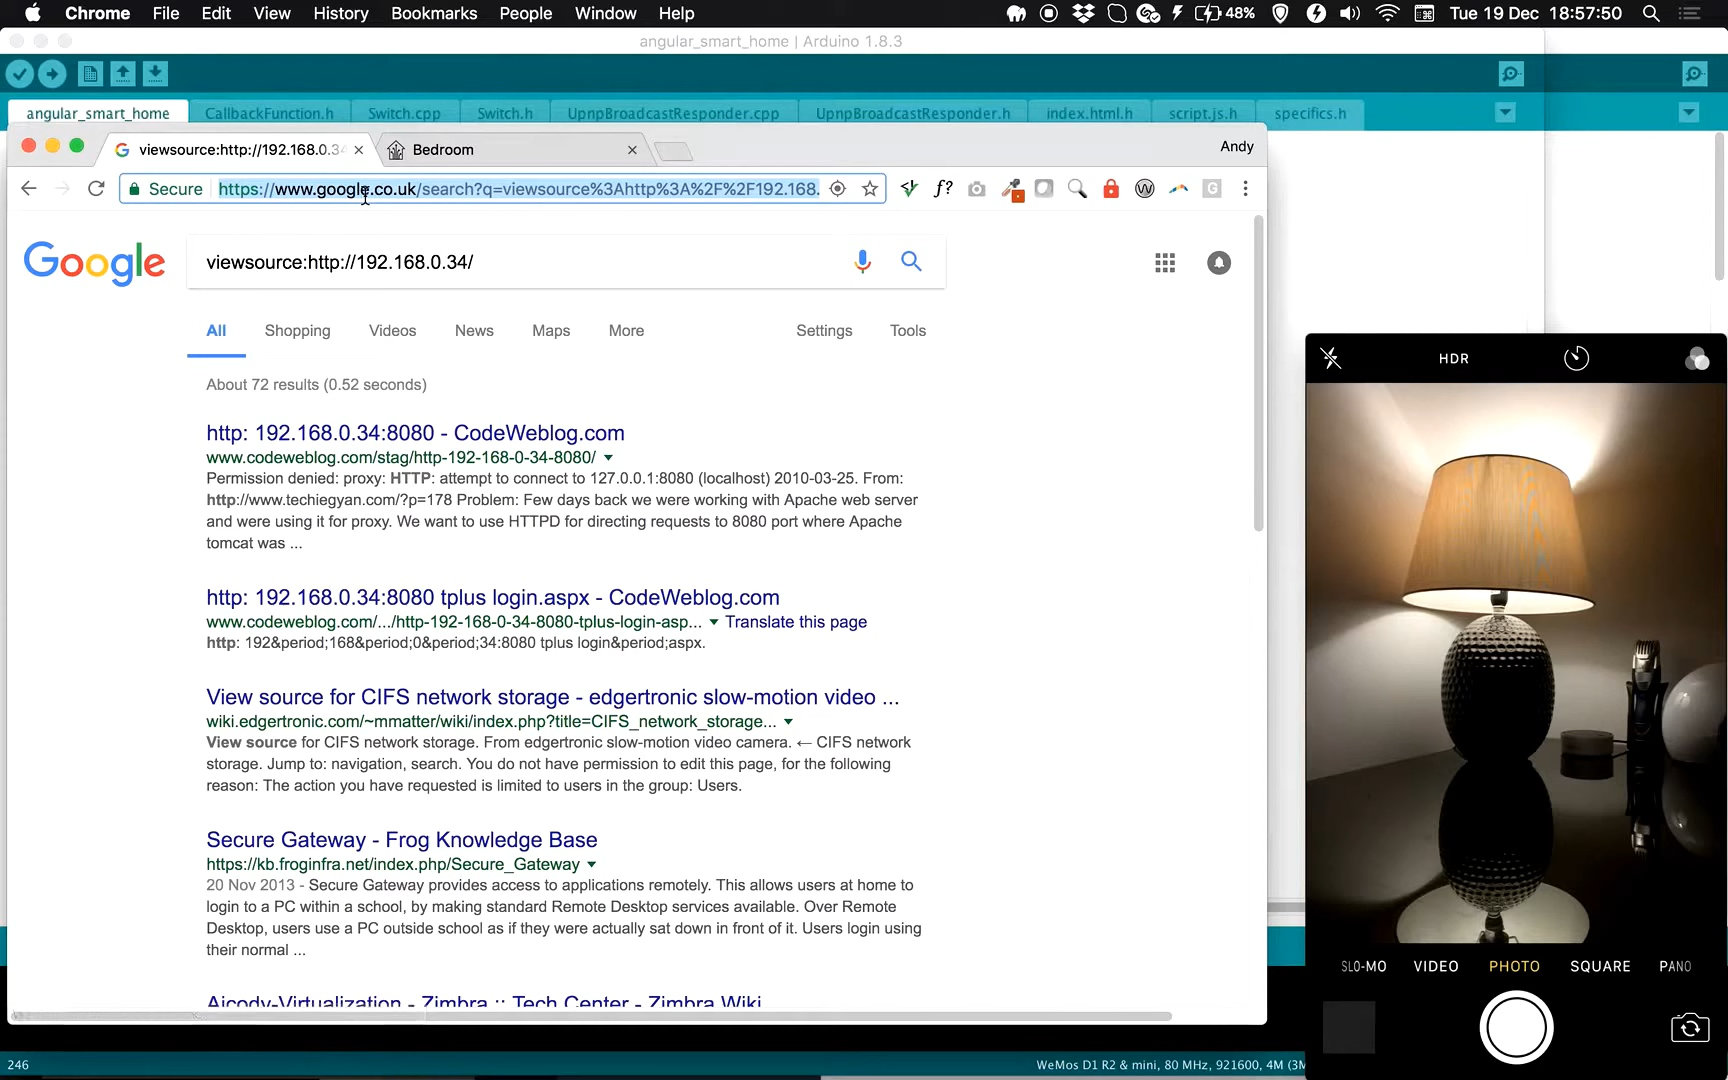 Chrome File Edit View History Bookmarks People Window Help 48% Tue 19 Dec 18:57:50
angular_smart_home | Arduino 1.8.3
angular_smart_home CallbackFunction.h Switch.cpp Switch.h UpnpBroadcastResponder.cpp UpnpBroadcastResponder.h index.html.h script.js.h specifics.h
viewsource:http://192.168.0.34 Bedroom Andy
Secure https://www.google.co.uk/search?q=viewsource%3Ahttp%3A%2F%2F192.168. f?
Google viewsource:http://192.168.0.34/
All Shopping Videos News Maps More Settings Tools
About 72 results (0.52 seconds)
http: 192.168.0.34:8080 - CodeWeblog.com
www.codeweblog.com/stag/http-192-168-0-34-8080/
Permission denied: proxy: HTTP: attempt to connect to 127.0.0.1:8080 (localhost) 2010-03-25. From:
http://www.techiegyan.com/?p=178 Problem: Few days back we were working with Apache web server
and were using it for proxy. We want to use HTTPD for directing requests to 8080 port where Apache
tomcat was ...
http: 192.168.0.34:8080 tplus login.aspx - CodeWeblog.com
www.codeweblog.com/.../http-192-168-0-34-8080-tplus-login-asp... Translate this page
http: 192&period;168&period;0&period;34:8080 tplus login&period;aspx.
View source for CIFS network storage - edgertronic slow-motion video ...
wiki.edgertronic.com/~mmatter/wiki/index.php?title=CIFS_network_storage...
View source for CIFS network storage. From edgertronic slow-motion video camera. ← CIFS network
storage. Jump to: navigation, search. You do not have permission to edit this page, for the following
reason: The action you have requested is limited to users in the group: Users.
Secure Gateway - Frog Knowledge Base
https://kb.froginfra.net/index.php/Secure_Gateway
20 Nov 2013 - Secure Gateway provides access to applications remotely. This allows users at home to
login to a PC within a school, by making standard Remote Desktop services available. Over Remote
Desktop, users use a PC outside school as if they were actually sat down in front of it. Users login using
their normal ...
Aicody-Virtualization - Zimbra :: Tech Center - Zimbra Wiki
HDR
SLO-MO VIDEO PHOTO SQUARE PANO
246 WeMos D1 R2 & mini, 80 MHz, 921600, 4M (3M